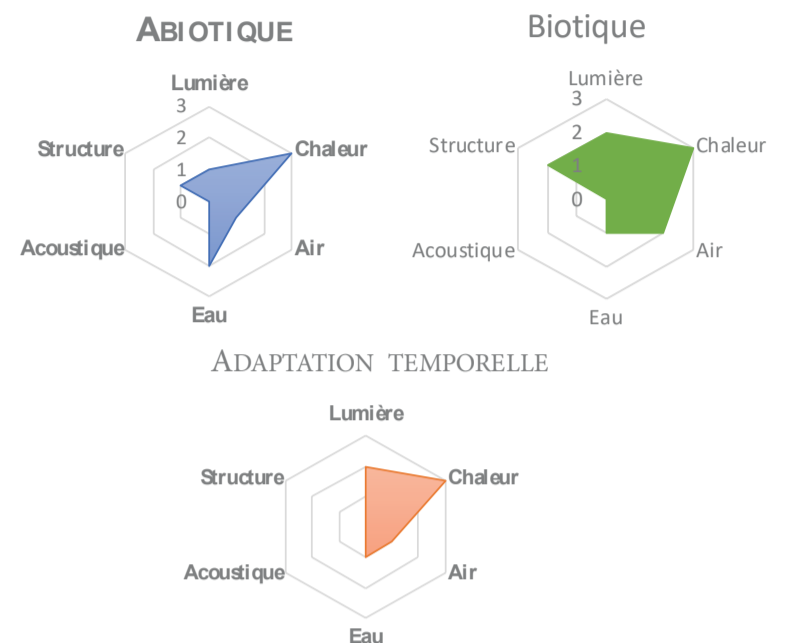 ABIOTIQUE
Lumière
3
2
1
0
Structure
Chaleur
Acoustique
Air
Eau
Biotique
Lumière
3
2
1
0
Structure
Chaleur
Acoustique
Air
Eau
ADAPTATION TEMPORELLE
Lumière
Structure
Chaleur
Acoustique
Air
Eau